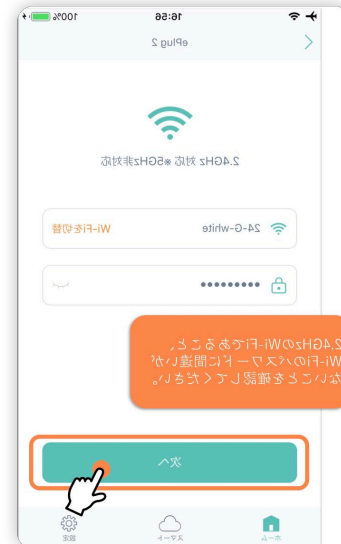 16:56
100%
ePlug 2
2.4GHz 対応 ※5GHz非対応
24-G-white
Wi-Fiを切替
•••••••••
2.4GHzのWi-Fiであること、
Wi-Fiのパスワードに間違いが
ないことを確認してください。
次へ
ホーム
スマート
設定